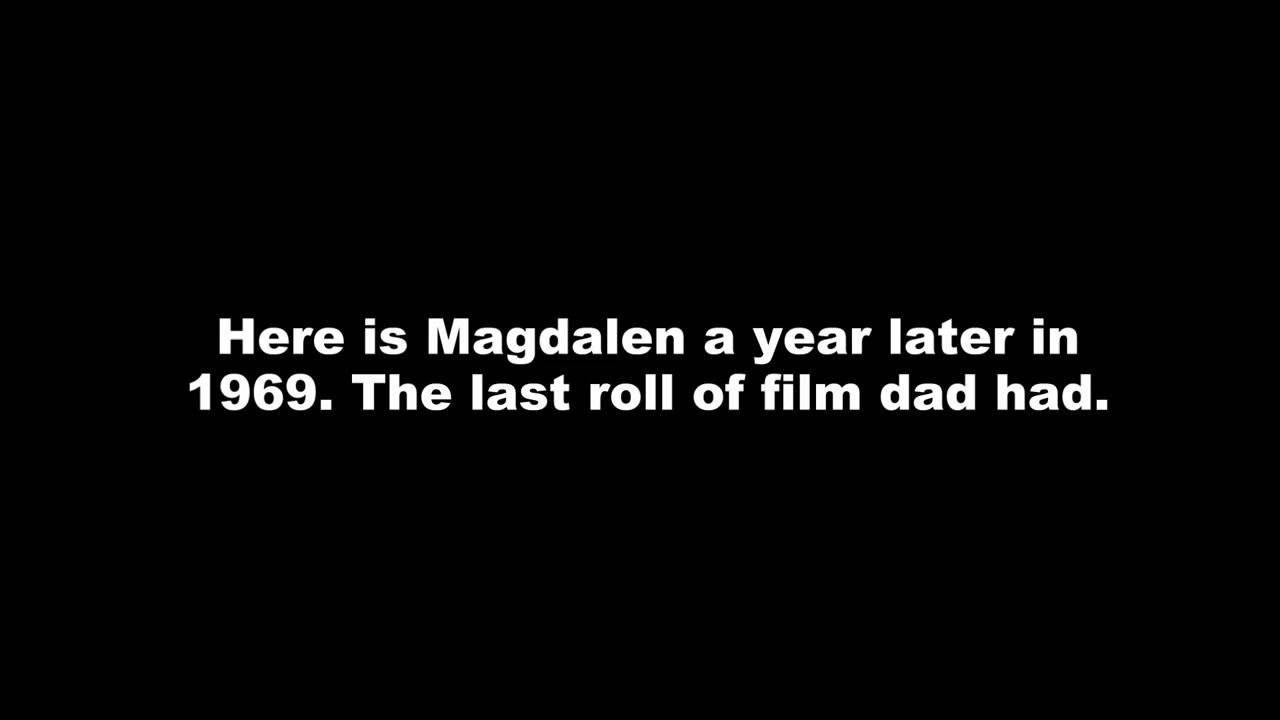 Here is Magdalen a year later in
1969. The last roll of film dad had.